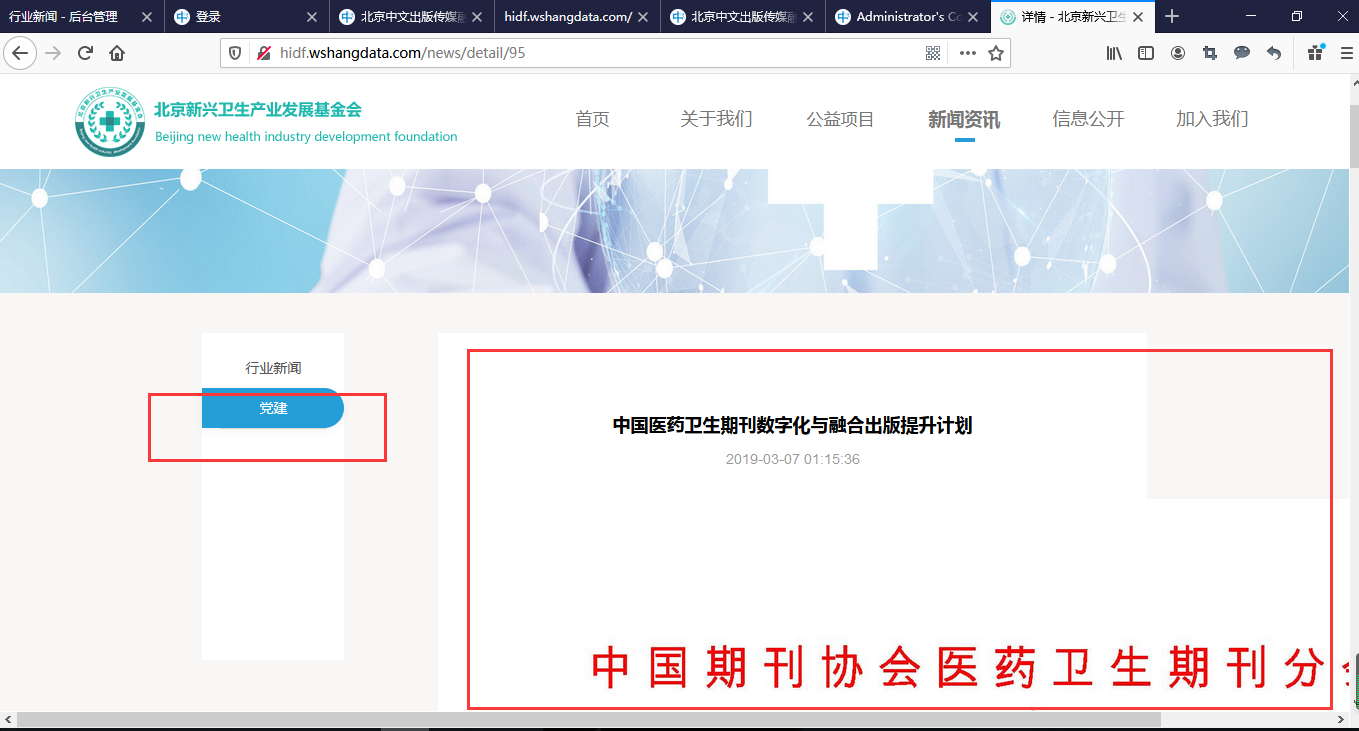 行业新闻 - 后台管理
登录
北京中文出版传媒
hidf.wshangdata.com/
北京中文出版传媒
Administrator's Co
详情 - 北京新兴卫生
hidf.wshangdata.com/news/detail/95
北京新兴卫生产业发展基金会
Beijing new health industry development foundation
首页
关于我们
公益项目
新闻资讯
信息公开
加入我们
行业新闻
党建
中国医药卫生期刊数字化与融合出版提升计划
2019-03-07 01:15:36
中国期刊协会医药卫生期刊分